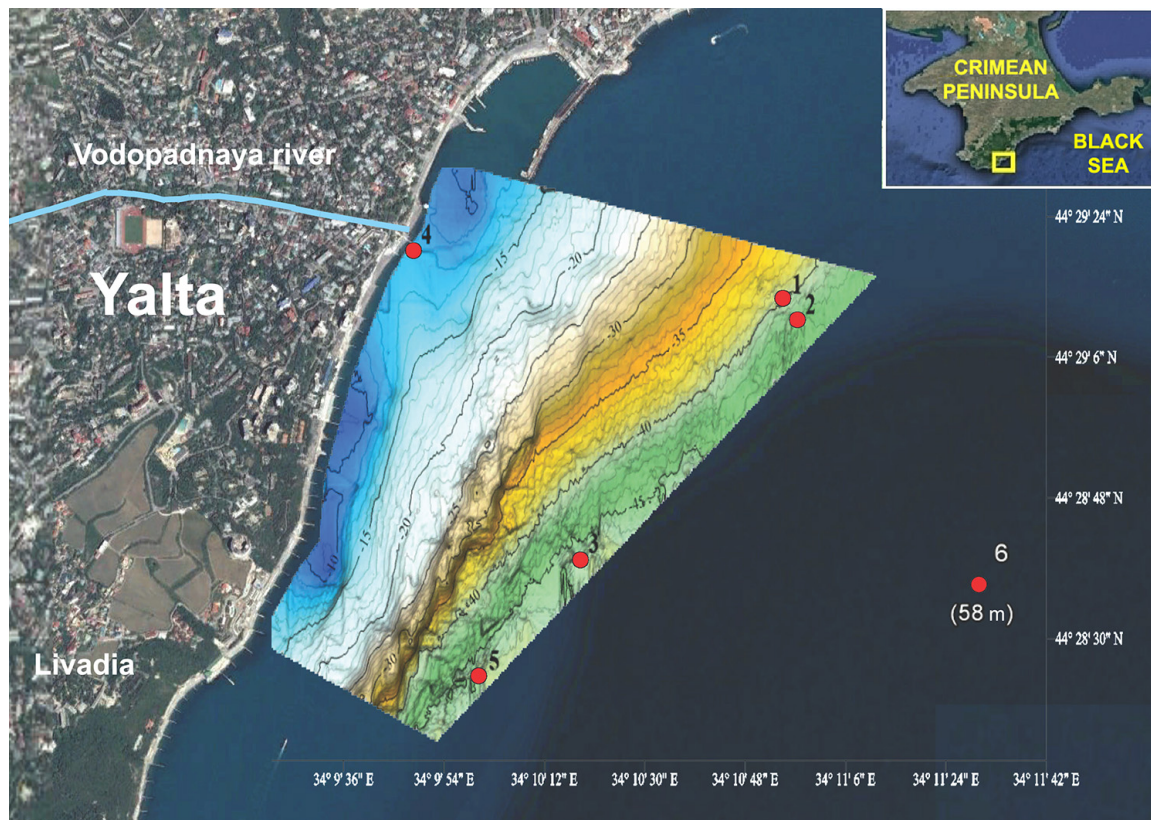 CRIMEAN
PENINSULA
BLACK
SEA
Vodopadnaya river
44° 29' 24" N
4
-15
-20
Yalta
1
2
-30
-35
44° 29' 6" N
-40
-45
44° 28' 48" N
-20
-25
-15
3
6
-10
(58 m)
-40
44° 28' 30" N
Livadia
-30
5
34° 9' 36" E
34° 9' 54" E
34° 10' 12" E
34° 10' 30" E
34° 10' 48" E
34° 11' 6" E
34° 11' 24" E
34° 11' 42" E